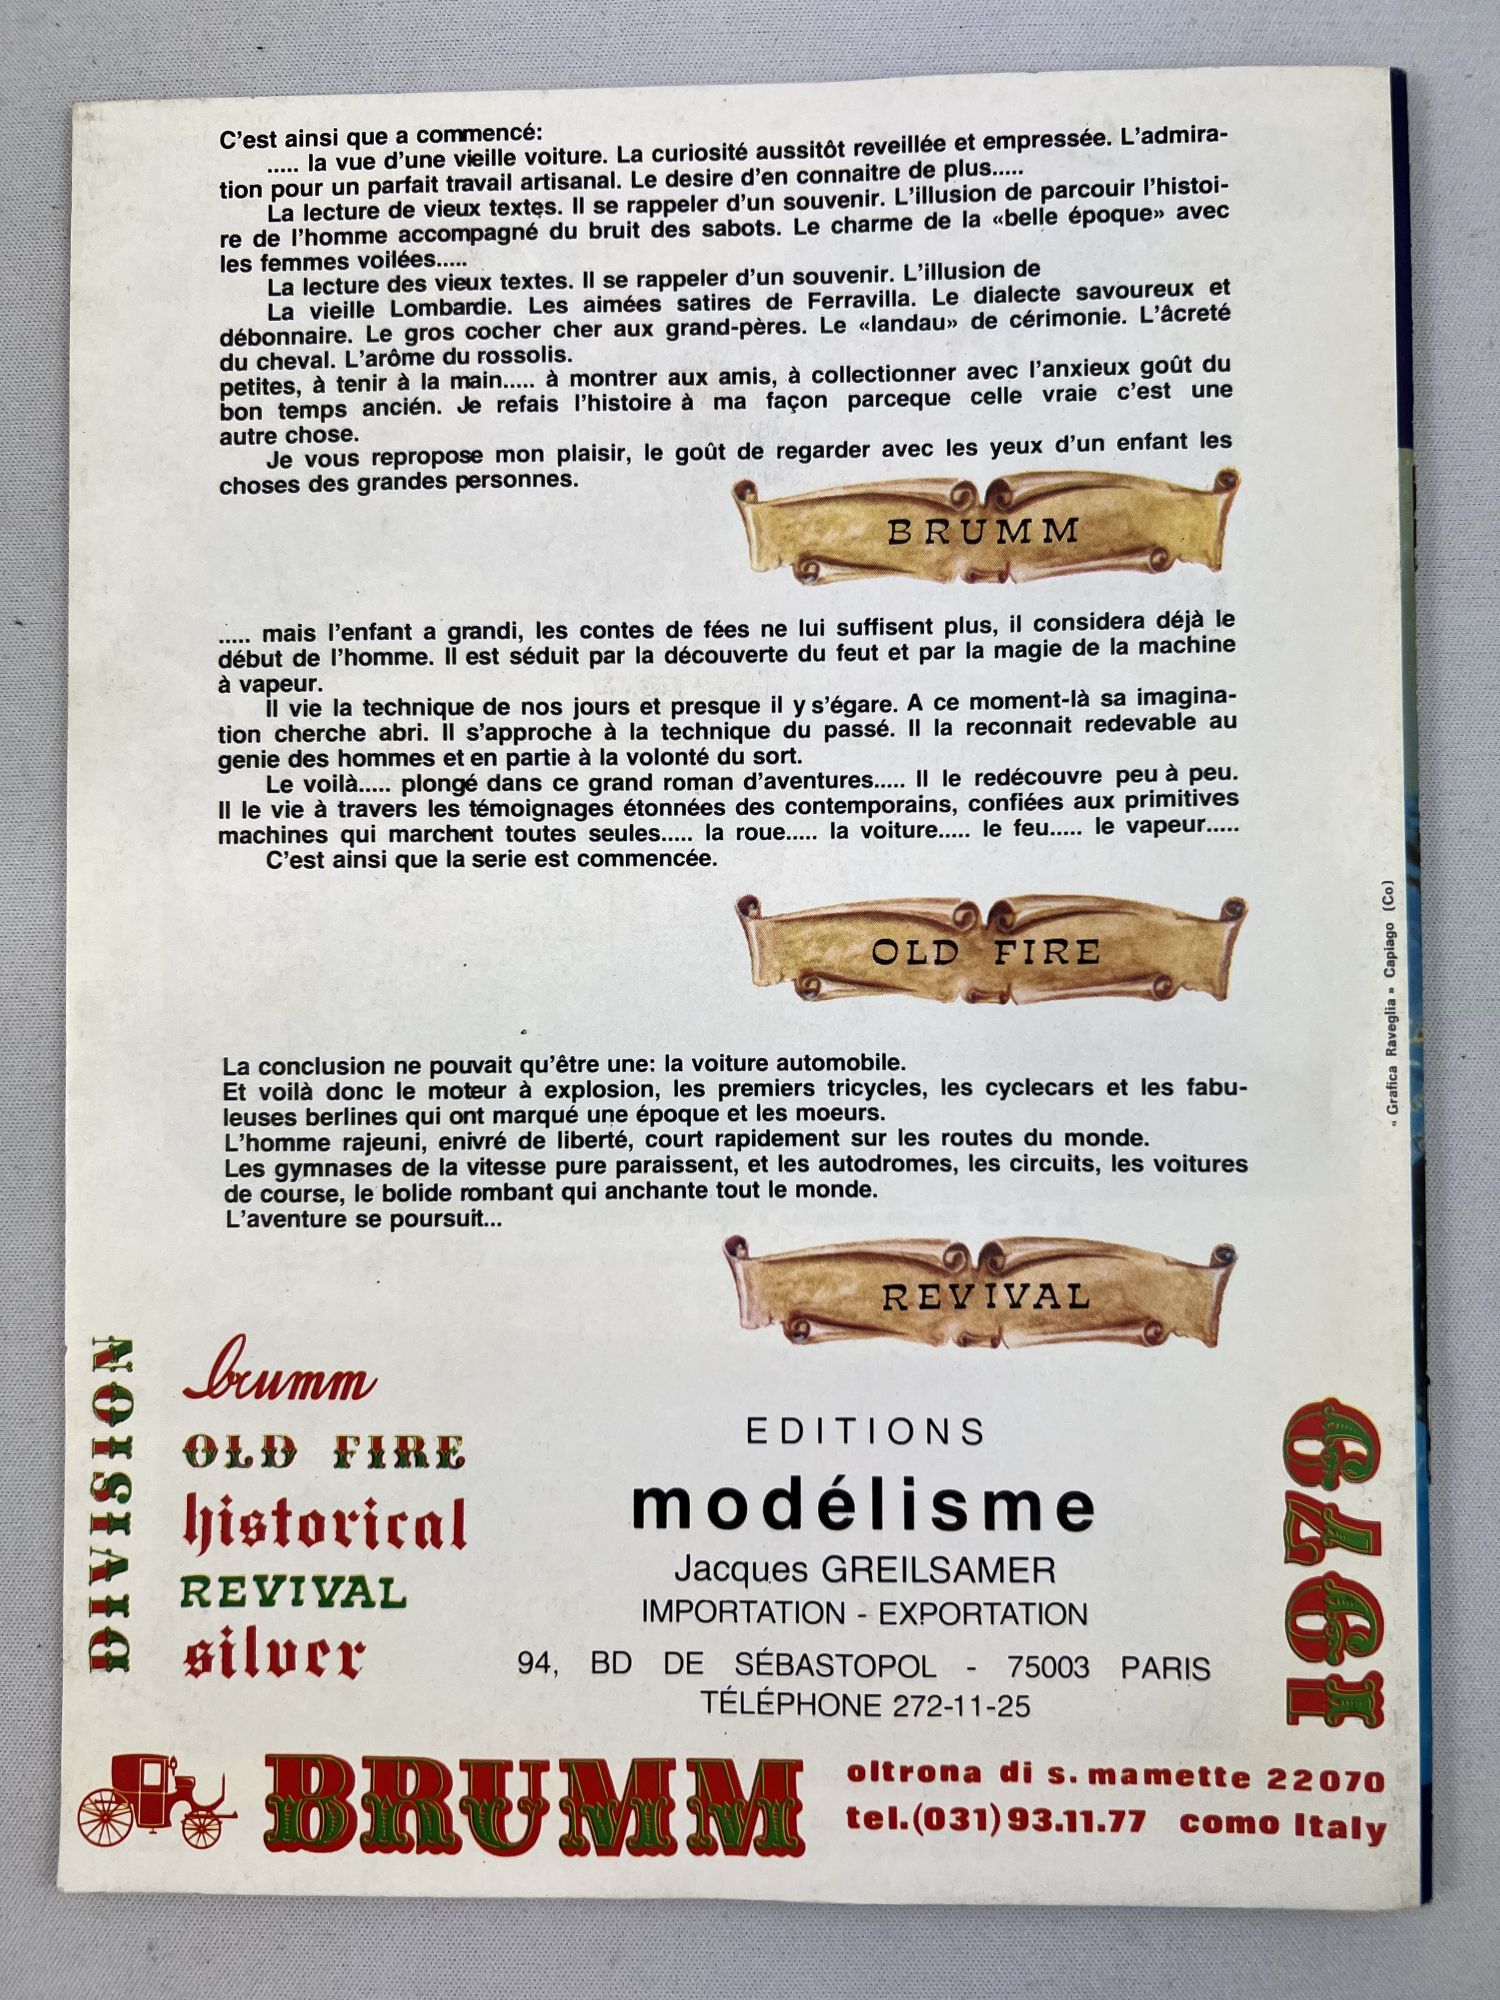 C'est ainsi que a commencé:
..... la vue d'une vieille voiture. La curiosité aussitôt reveillée et empressée. L'admira-
tion pour un parfait travail artisanal. Le desire d'en connaitre de plus.....
La lecture de vieux textes. Il se rappeler d'un souvenir. L'illusion de parcouir l'histoi-
re de l'homme accompagné du bruit des sabots. Le charme de la «belle époque» avec
les femmes voilées.....
La lecture des vieux textes. Il se rappeler d'un souvenir. L'illusion de
La vieille Lombardie. Les aimées satires de Ferravilla. Le dialecte savoureux et
débonnaire. Le gros cocher cher aux grand-pères. Le «landau» de cérimonie. L'âcreté
du cheval. L'arôme du rossolis.
petites, à tenir à la main..... à montrer aux amis, à collectionner avec l'anxieux goût du
bon temps ancién. Je refais l'histoire à ma façon parceque celle vraie c'est une
autre chose.
Je vous repropose mon plaisir, le goût de regarder avec les yeux d'un enfant les
choses des grandes personnes.
BRUMM
..... mais l'enfant a grandi, les contes de fées ne lui suffisent plus, il considera déjà le
début de l'homme. Il est séduit par la découverte du feut et par la magie de la machine
à vapeur.
Il vie la technique de nos jours et presque il y s'égare. A ce moment-là sa imagina-
tion cherche abri. Il s'approche à la technique du passé. Il la reconnait redevable au
genie des hommes et en partie à la volonté du sort.
Le voilà..... plongé dans ce grand roman d'aventures..... Il le redécouvre peu à peu.
Il le vie à travers les témoignages étonnées des contemporains, confiées aux primitives
machines qui marchent toutes seules..... la roue..... la voiture..... le feu..... le vapeur.....
C'est ainsi que la serie est commencée.
OLD FIRE
La conclusion ne pouvait qu'être une: la voiture automobile.
Et voilà donc le moteur à explosion, les premiers tricycles, les cyclecars et les fabu-
leuses berlines qui ont marqué une époque et les moeurs.
L'homme rajeuni, enivré de liberté, court rapidement sur les routes du monde.
Les gymnases de la vitesse pure paraissent, et les autodromes, les circuits, les voitures
de course, le bolide rombant qui anchante tout le monde.
L'aventure se poursuit...
REVIVAL
« Grafica Raveglia » Capiago (Co)
DIVISION
brumm
OLD FIRE
historical
REVIVAL
silver
EDITIONS
modélisme
Jacques GREILSAMER
IMPORTATION - EXPORTATION
94, BD DE SÉBASTOPOL - 75003 PARIS
TÉLÉPHONE 272-11-25
1979
BRUMM
oltrona di s. mamette 22070
tel.(031)93.11.77 como Italy